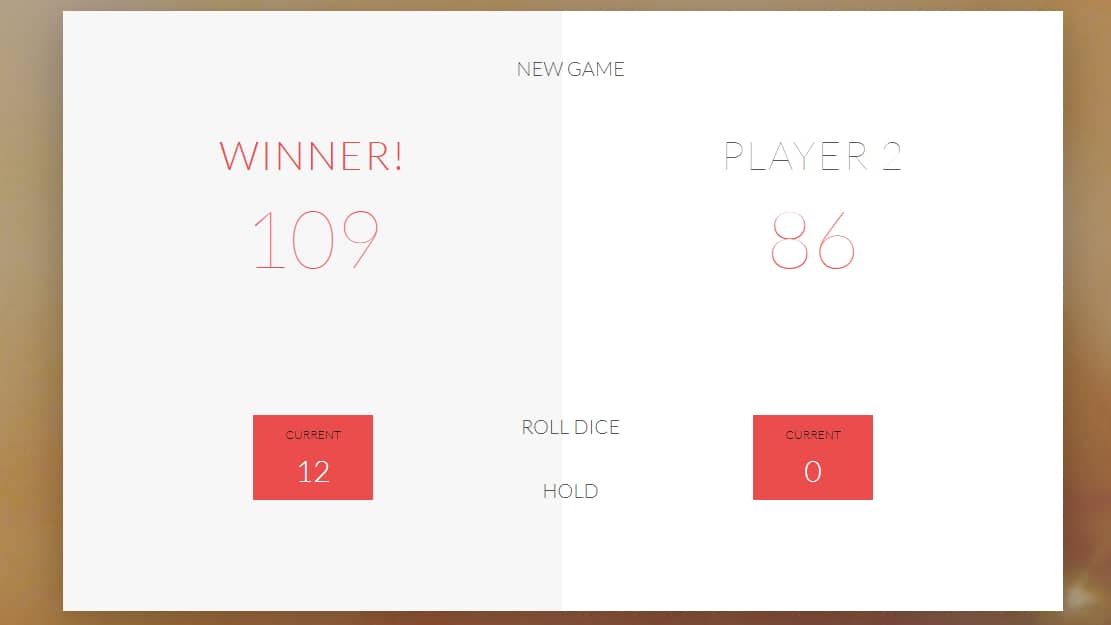 NEW GAME
WINNER!
109
PLAYER 2
86
CURRENT
12
ROLL DICE
HOLD
CURRENT
0